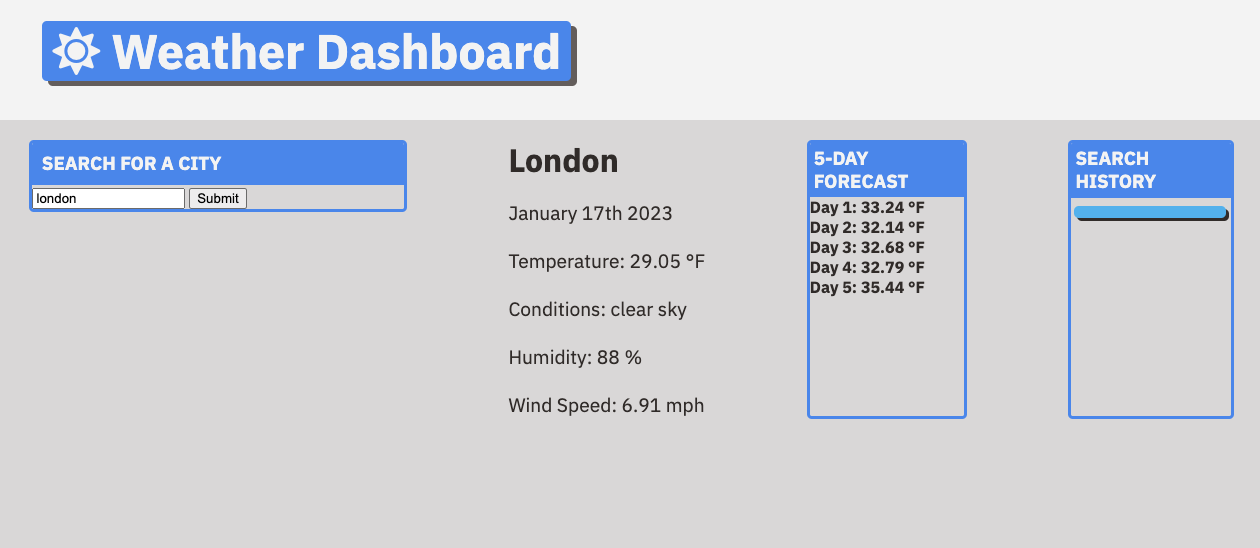 Weather Dashboard
SEARCH FOR A CITY
london Submit
London
January 17th 2023
Temperature: 29.05 °F
Conditions: clear sky
Humidity: 88 %
Wind Speed: 6.91 mph
5-DAY
FORECAST
Day 1: 33.24 °F
Day 2: 32.14 °F
Day 3: 32.68 °F
Day 4: 32.79 °F
Day 5: 35.44 °F
SEARCH
HISTORY